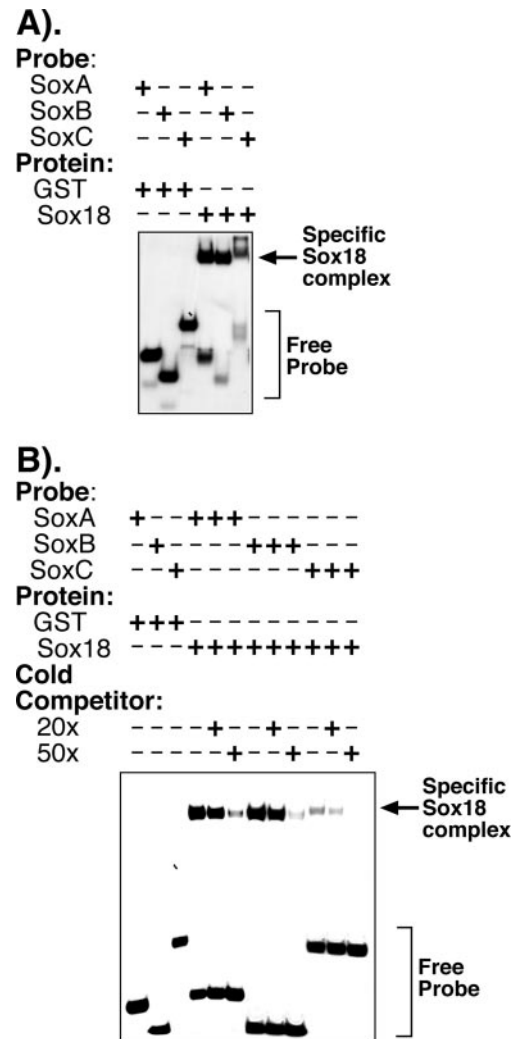 A).
Probe:
SoxA + – – + – –
SoxB – + – – + –
SoxC – – + – – +
Protein:
GST + + + – – –
Sox18 – – – + + +
Specific
Sox18
complex
Free
Probe
B).
Probe:
SoxA + – – + + + – – – – – –
SoxB – + – – – – + + + – – –
SoxC – – + – – – – – – + + +
Protein:
GST + + + – – – – – – – – –
Sox18 – – – + + + + + + + + +
Cold
Competitor:
20x – – – – + – – + – – + –
50x – – – – – + – – + – – +
Specific
Sox18
complex
Free
Probe